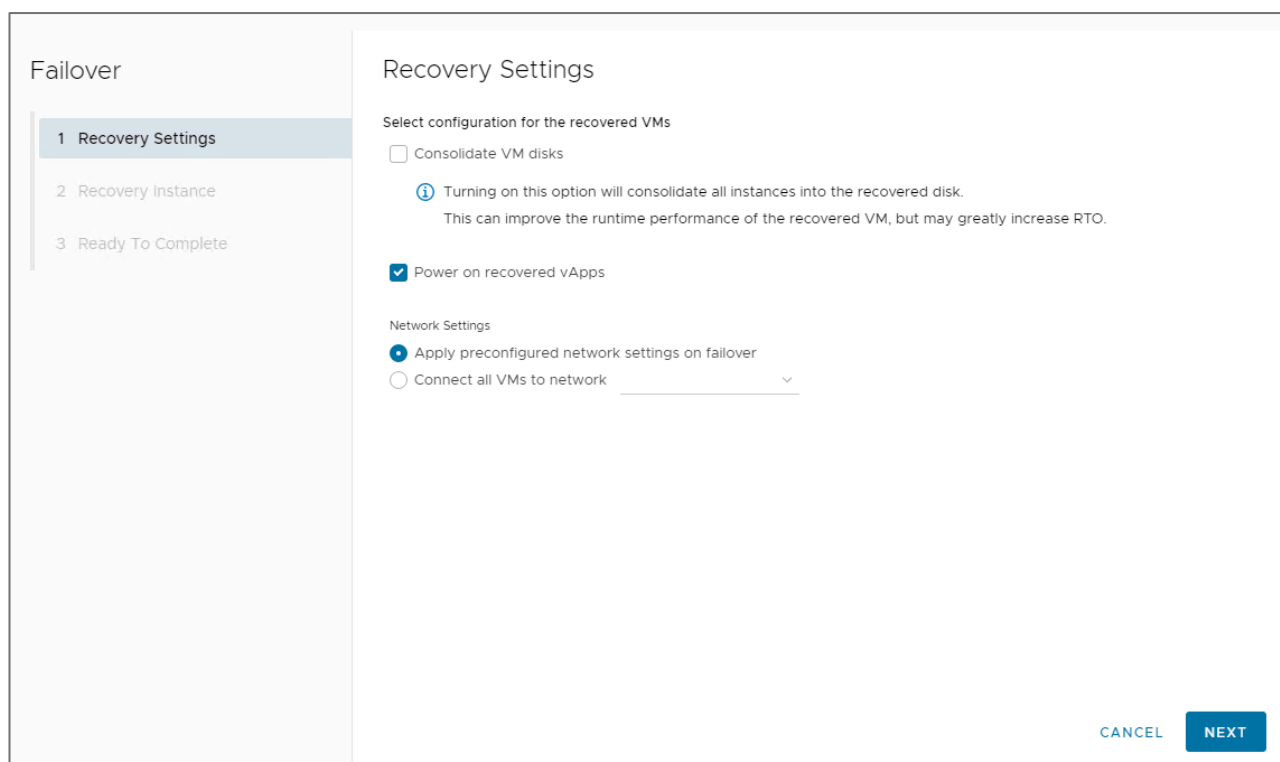 Failover
1 Recovery Settings
2 Recovery Instance
3 Ready To Complete
Recovery Settings
Select configuration for the recovered VMs
Consolidate VM disks
Turning on this option will consolidate all instances into the recovered disk.
This can improve the runtime performance of the recovered VM, but may greatly increase RTO.
Power on recovered vApps
Network Settings
Apply preconfigured network settings on failover
Connect all VMs to network
CANCEL
NEXT